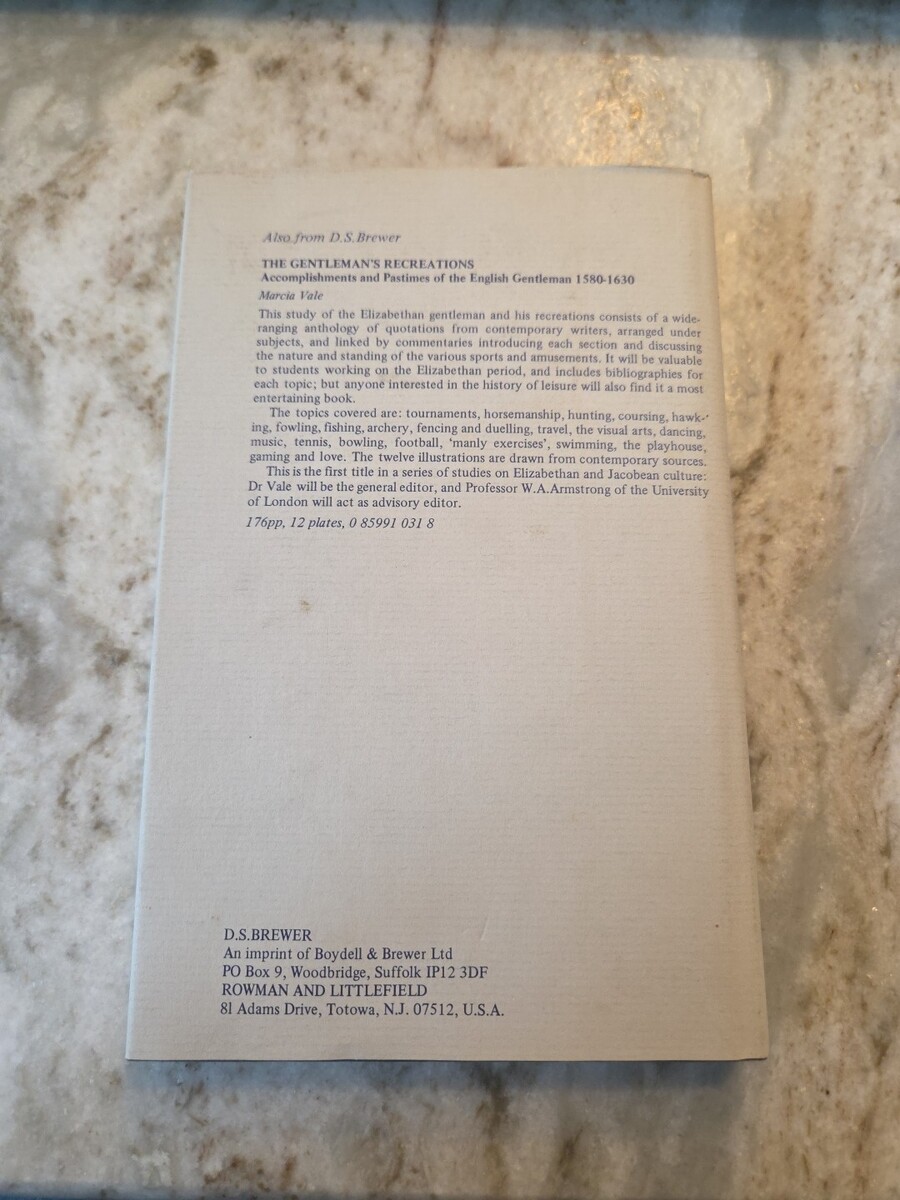 Also from D.S.Brewer
THE GENTLEMAN'S RECREATIONS
Accomplishments and Pastimes of the English Gentleman 1580-1630
Marcia Vale
This study of the Elizabethan gentleman and his recreations consists of a wide-
ranging anthology of quotations from contemporary writers, arranged under
subjects, and linked by commentaries introducing each section and discussing
the nature and standing of the various sports and amusements. It will be valuable
to students working on the Elizabethan period, and includes bibliographies for
each topic; but anyone interested in the history of leisure will also find it a most
entertaining book.
The topics covered are: tournaments, horsemanship, hunting, coursing, hawk-
ing, fowling, fishing, archery, fencing and duelling, travel, the visual arts, dancing,
music, tennis, bowling, football, 'manly exercises', swimming, the playhouse,
gaming and love. The twelve illustrations are drawn from contemporary sources.
This is the first title in a series of studies on Elizabethan and Jacobean culture:
Dr Vale will be the general editor, and Professor W.A.Armstrong of the University
of London will act as advisory editor.
176pp, 12 plates, 0 85991 031 8
D.S.BREWER
An imprint of Boydell & Brewer Ltd
PO Box 9, Woodbridge, Suffolk IP12 3DF
ROWMAN AND LITTLEFIELD
81 Adams Drive, Totowa, N.J. 07512, U.S.A.